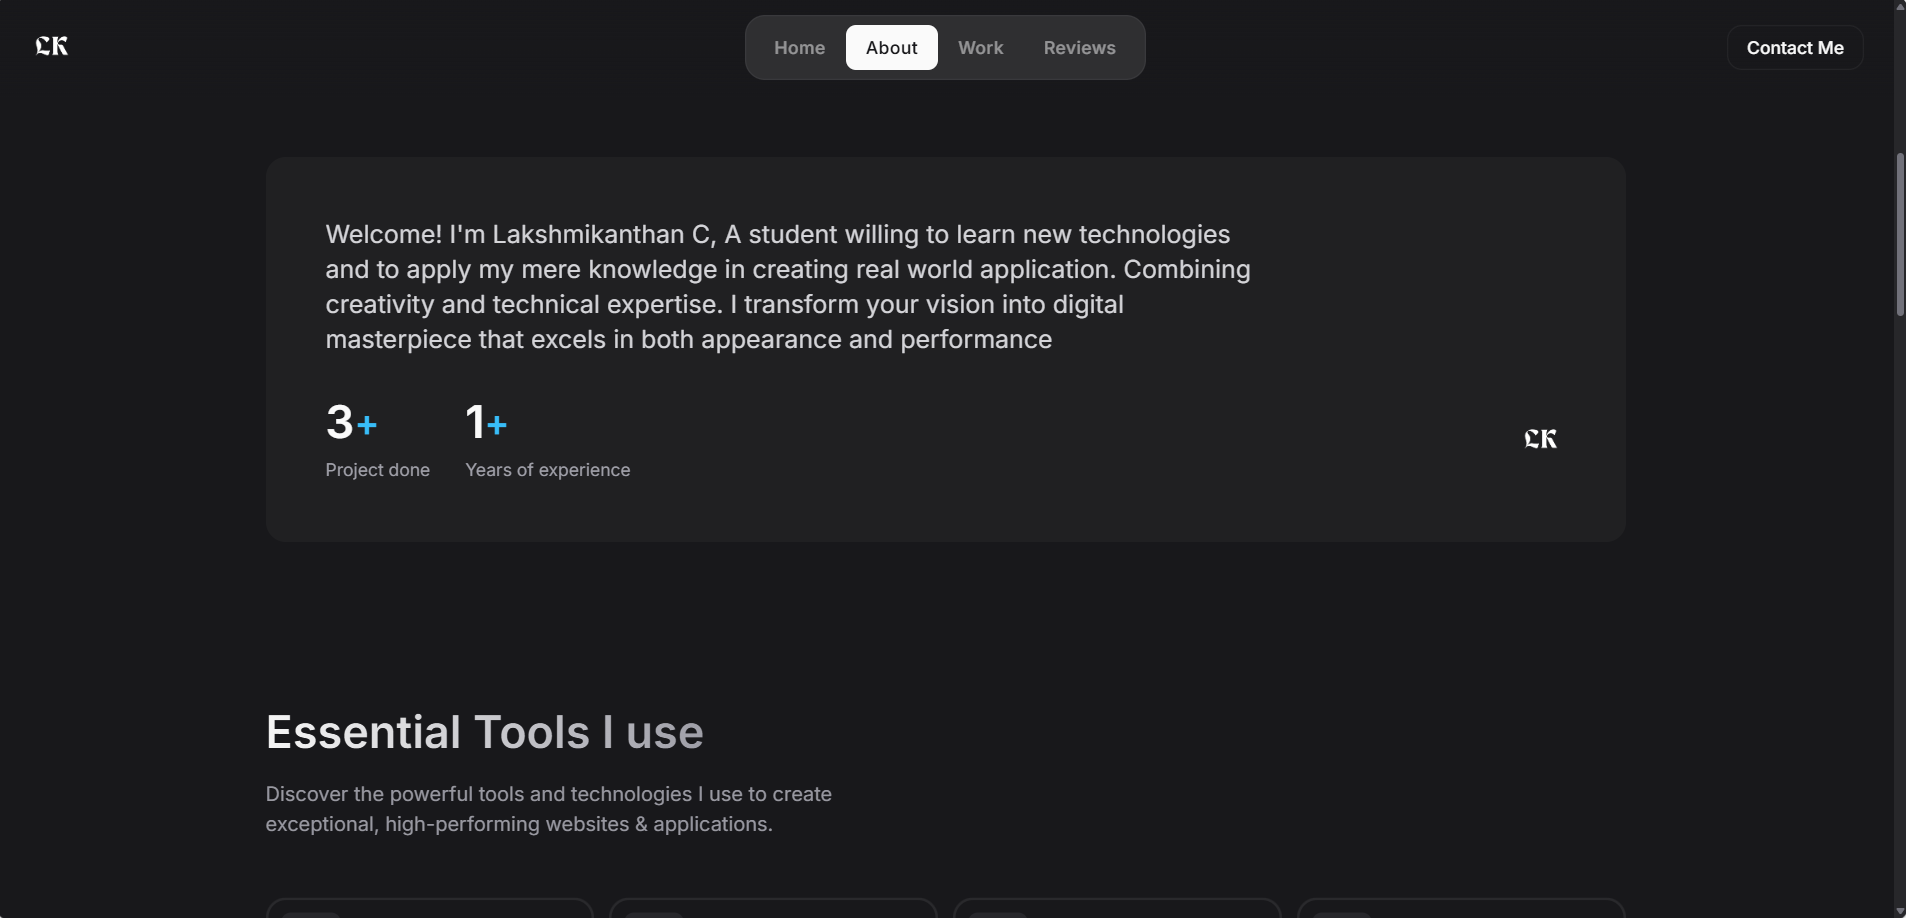 LK
Home About Work Reviews
Contact Me
Welcome! I'm Lakshmikanthan C, A student willing to learn new technologies
and to apply my mere knowledge in creating real world application. Combining
creativity and technical expertise. I transform your vision into digital
masterpiece that excels in both appearance and performance
3+ 1+
Project done Years of experience
LK
Essential Tools I use
Discover the powerful tools and technologies I use to create
exceptional, high-performing websites & applications.